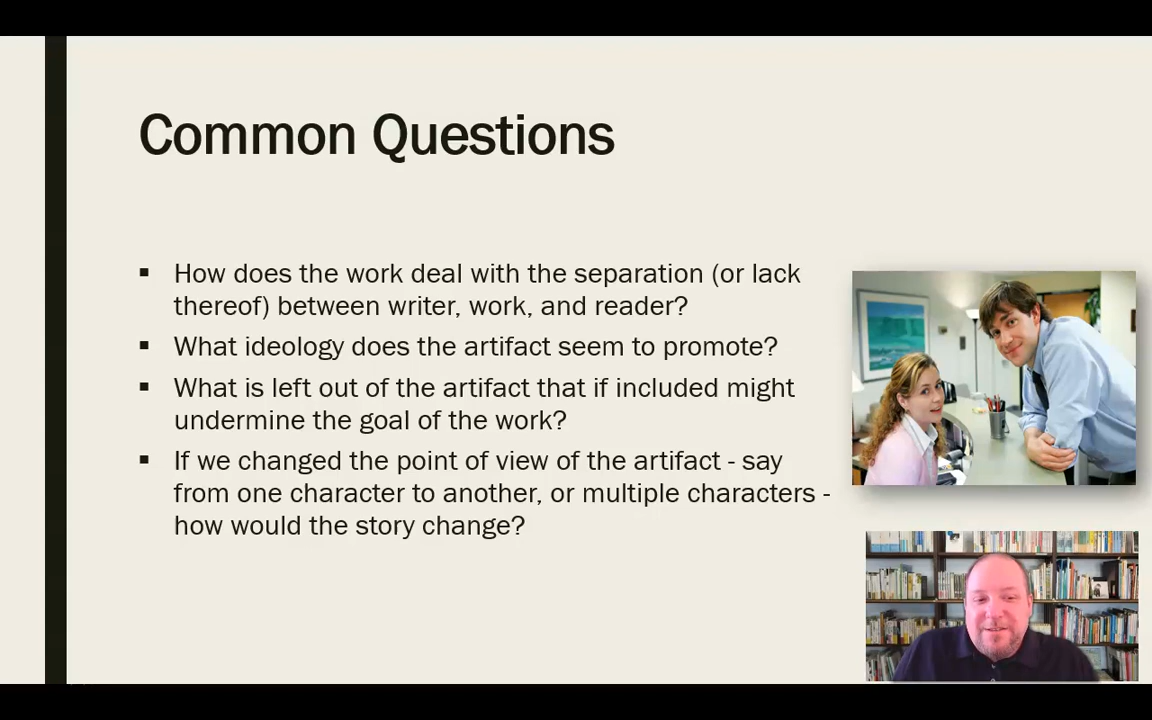 Common Questions
▪ How does the work deal with the separation (or lack
thereof) between writer, work, and reader?
▪ What ideology does the artifact seem to promote?
▪ What is left out of the artifact that if included might
undermine the goal of the work?
▪ If we changed the point of view of the artifact - say
from one character to another, or multiple characters -
how would the story change?